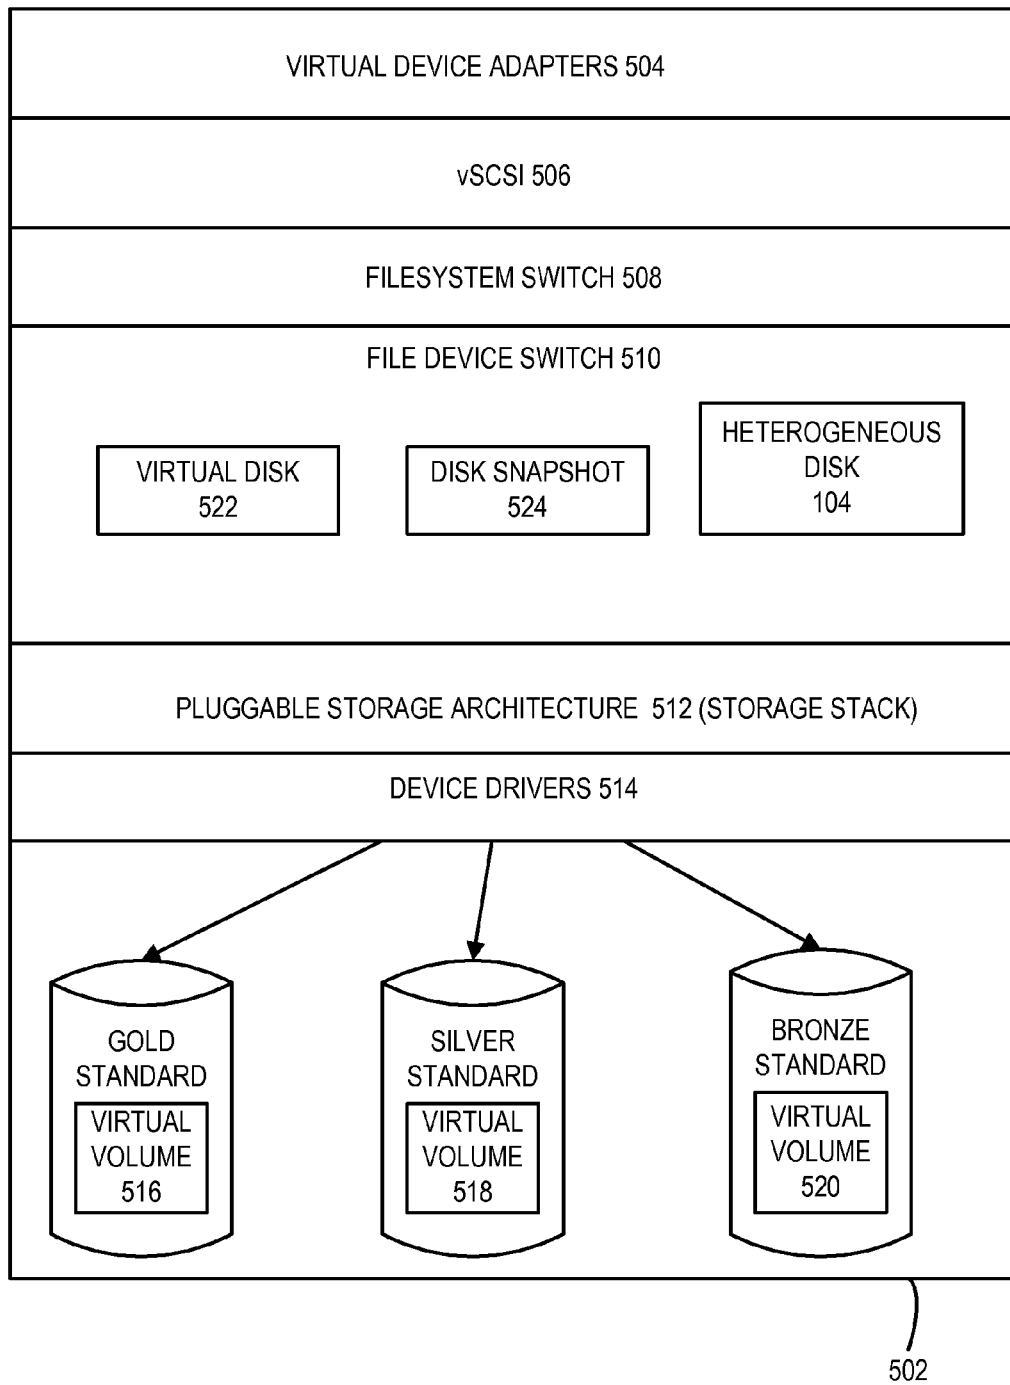 VIRTUAL DEVICE ADAPTERS 504
vSCSI 506
FILESYSTEM SWITCH 508
FILE DEVICE SWITCH 510
VIRTUAL DISK
522
DISK SNAPSHOT
524
HETEROGENEOUS
DISK
104
PLUGGABLE STORAGE ARCHITECTURE 512 (STORAGE STACK)
DEVICE DRIVERS 514
GOLD
STANDARD
VIRTUAL
VOLUME
516
SILVER
STANDARD
VIRTUAL
VOLUME
518
BRONZE
STANDARD
VIRTUAL
VOLUME
520
502